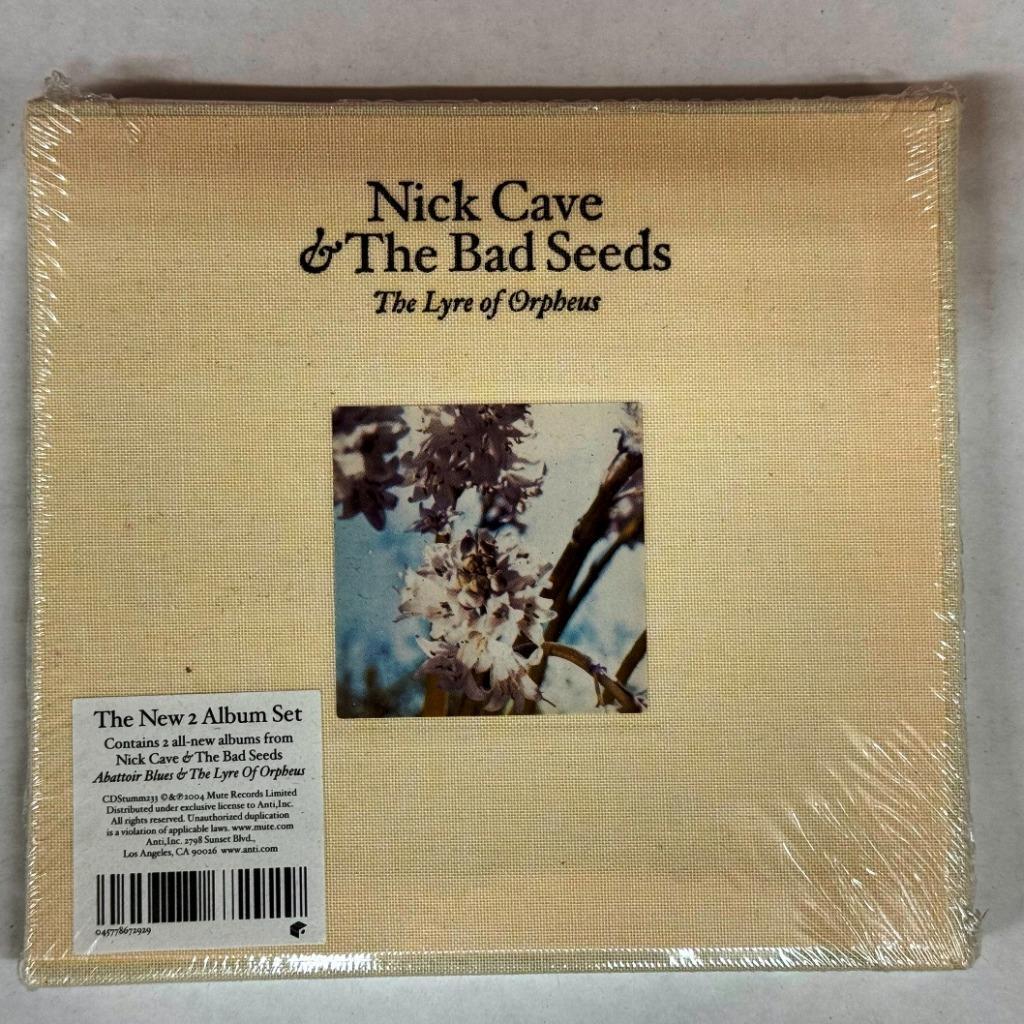 Nick Cave
& The Bad Seeds
The Lyre of Orpheus
The New 2 Album Set
Contains 2 all-new albums from
Nick Cave & The Bad Seeds
Abattoir Blues & The Lyre Of Orpheus
CDStumm233 ©&℗2004 Mute Records Limited
Distributed under exclusive license to Anti,Inc.
All rights reserved. Unauthorized duplication
is a violation of applicable laws. www.mute.com
Anti,Inc. 2798 Sunset Blvd.,
Los Angeles, CA 90026 www.anti.com
045778672929